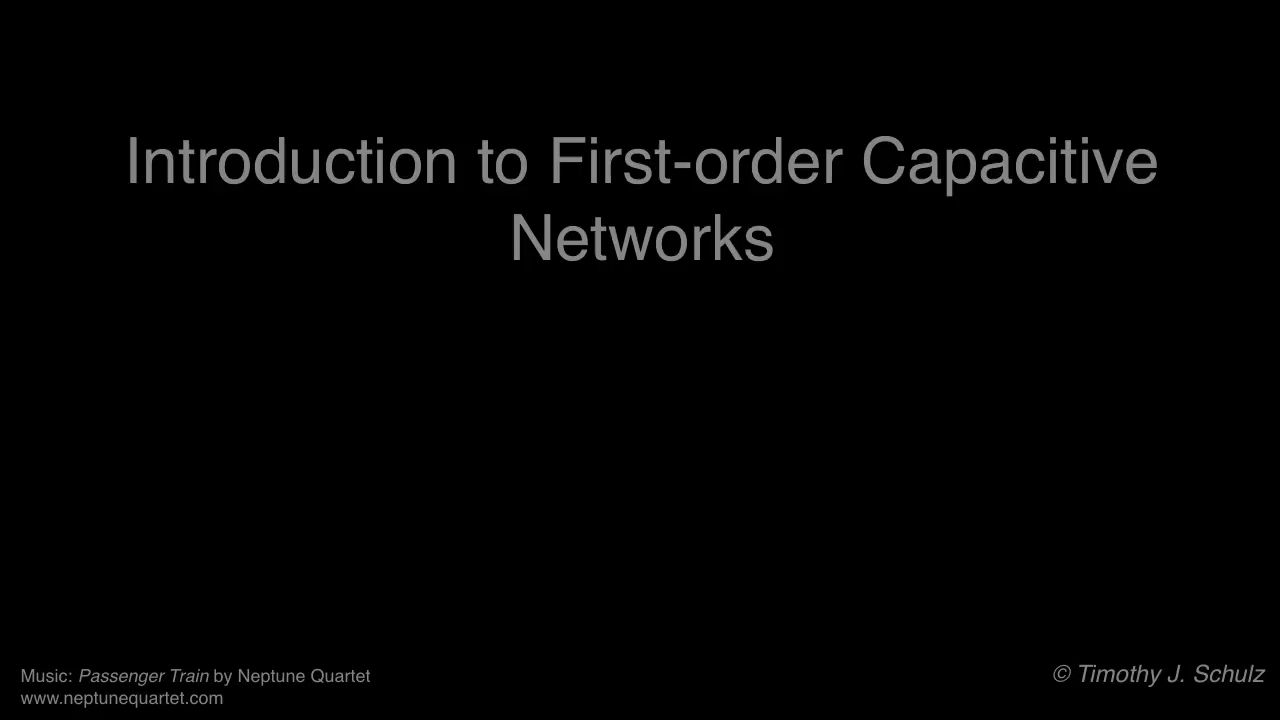 Introduction to First-order Capacitive
Networks
Music: Passenger Train by Neptune Quartet
www.neptunequartet.com
© Timothy J. Schulz